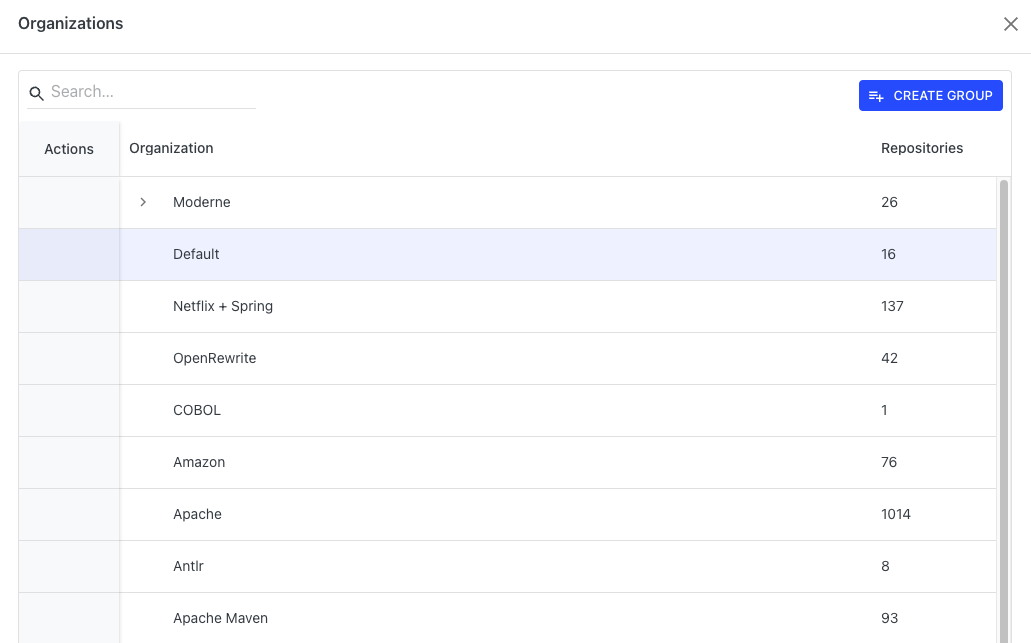 Organizations
Search...
CREATE GROUP
Actions Organization Repositories
Moderne 26
Default 16
Netflix + Spring 137
OpenRewrite 42
COBOL 1
Amazon 76
Apache 1014
Antlr 8
Apache Maven 93